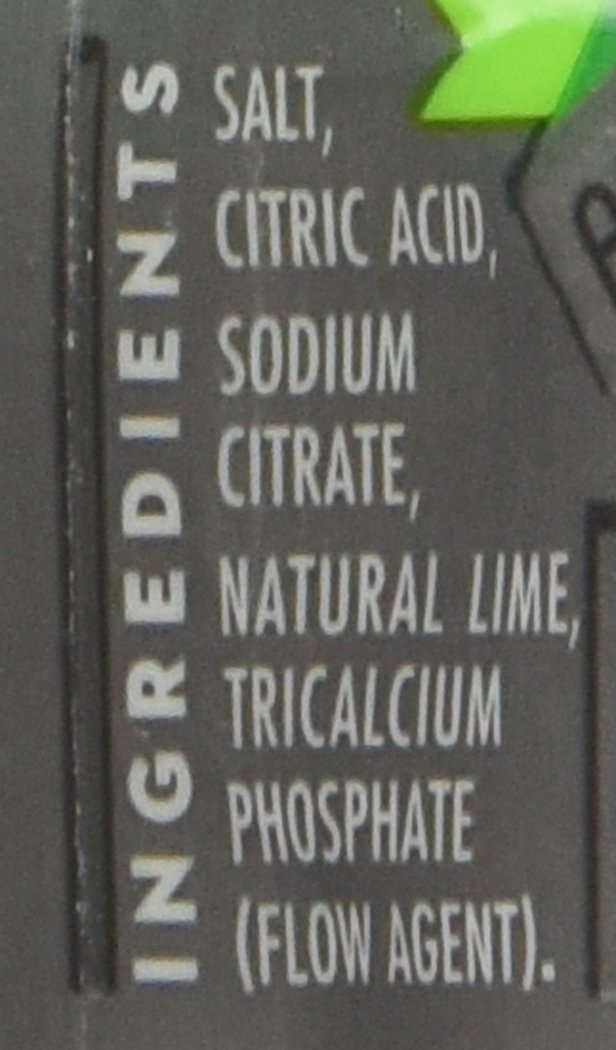 INGREDIENTS
SALT,
CITRIC ACID,
SODIUM
CITRATE,
NATURAL LIME,
TRICALCIUM
PHOSPHATE
(FLOW AGENT).